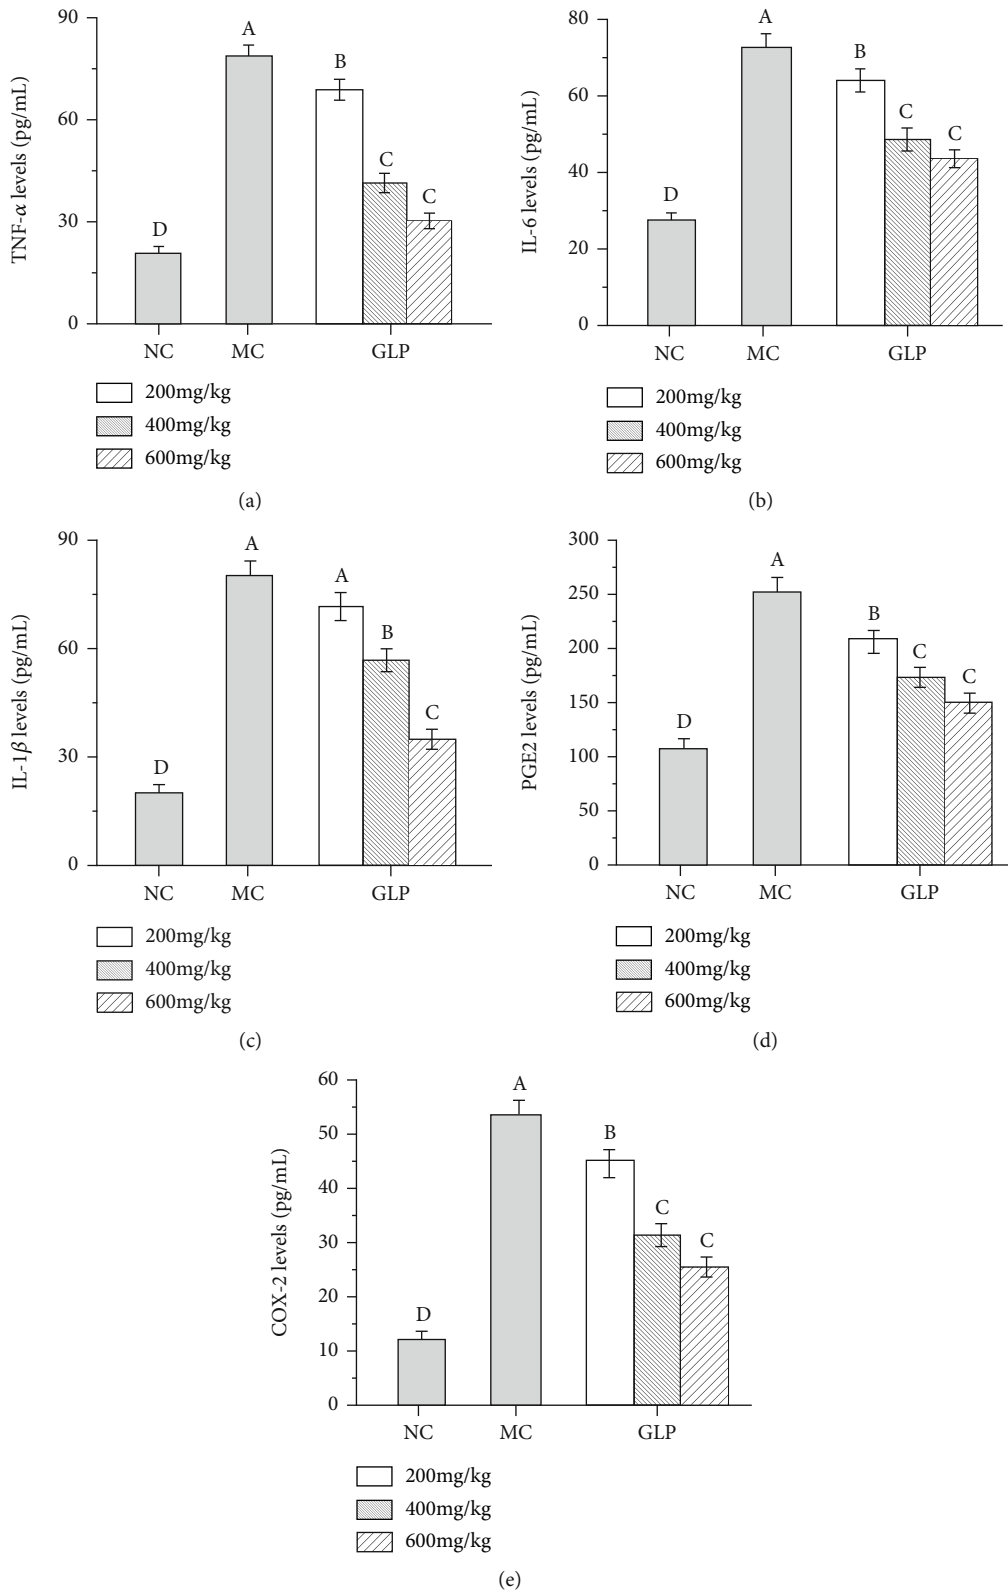 TNF-α levels (pg/mL)
90
60
30
0
D
A
B
C
C
NC
MC
GLP
200mg/kg
400mg/kg
600mg/kg
(a)
IL-6 levels (pg/mL)
80
60
40
20
0
D
A
B
C
C
NC
MC
GLP
200mg/kg
400mg/kg
600mg/kg
(b)
IL-1β levels (pg/mL)
90
60
30
0
D
A
A
B
C
NC
MC
GLP
200mg/kg
400mg/kg
600mg/kg
(c)
PGE2 levels (pg/mL)
300
250
200
150
100
50
0
D
A
B
C
C
NC
MC
GLP
200mg/kg
400mg/kg
600mg/kg
(d)
COX-2 levels (pg/mL)
60
50
40
30
20
10
0
D
A
B
C
C
NC
MC
GLP
200mg/kg
400mg/kg
600mg/kg
(e)